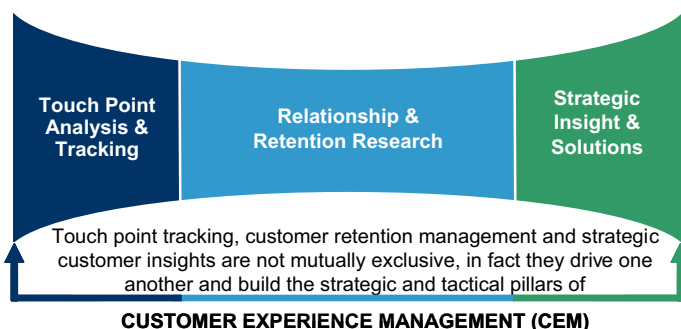 Touch Point
Analysis &
Tracking
Relationship &
Retention Research
Strategic
Insight &
Solutions
Touch point tracking, customer retention management and strategic
customer insights are not mutually exclusive, in fact they drive one
another and build the strategic and tactical pillars of
CUSTOMER EXPERIENCE MANAGEMENT (CEM)